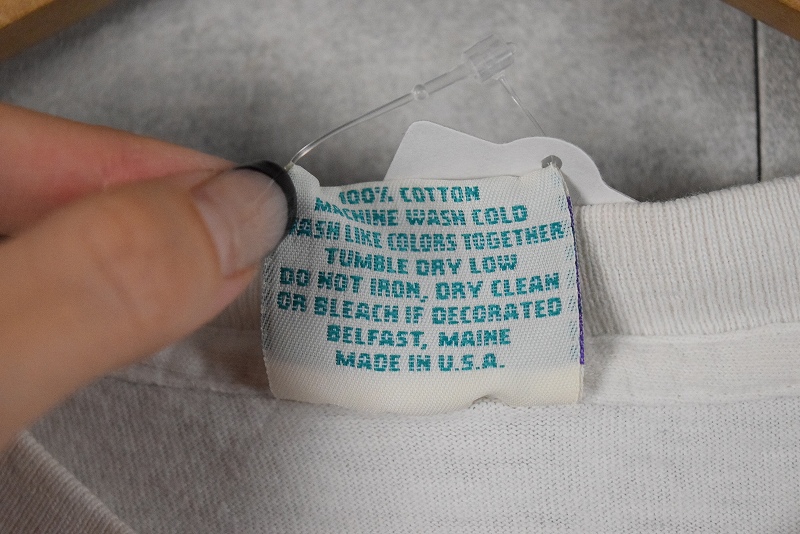 100% COTTON
MACHINE WASH COLD
WASH LIKE COLORS TOGETHER
TUMBLE DRY LOW
DO NOT IRON, DRY CLEAN
OR BLEACH IF DECORATED
BELFAST, MAINE
MADE IN U.S.A.